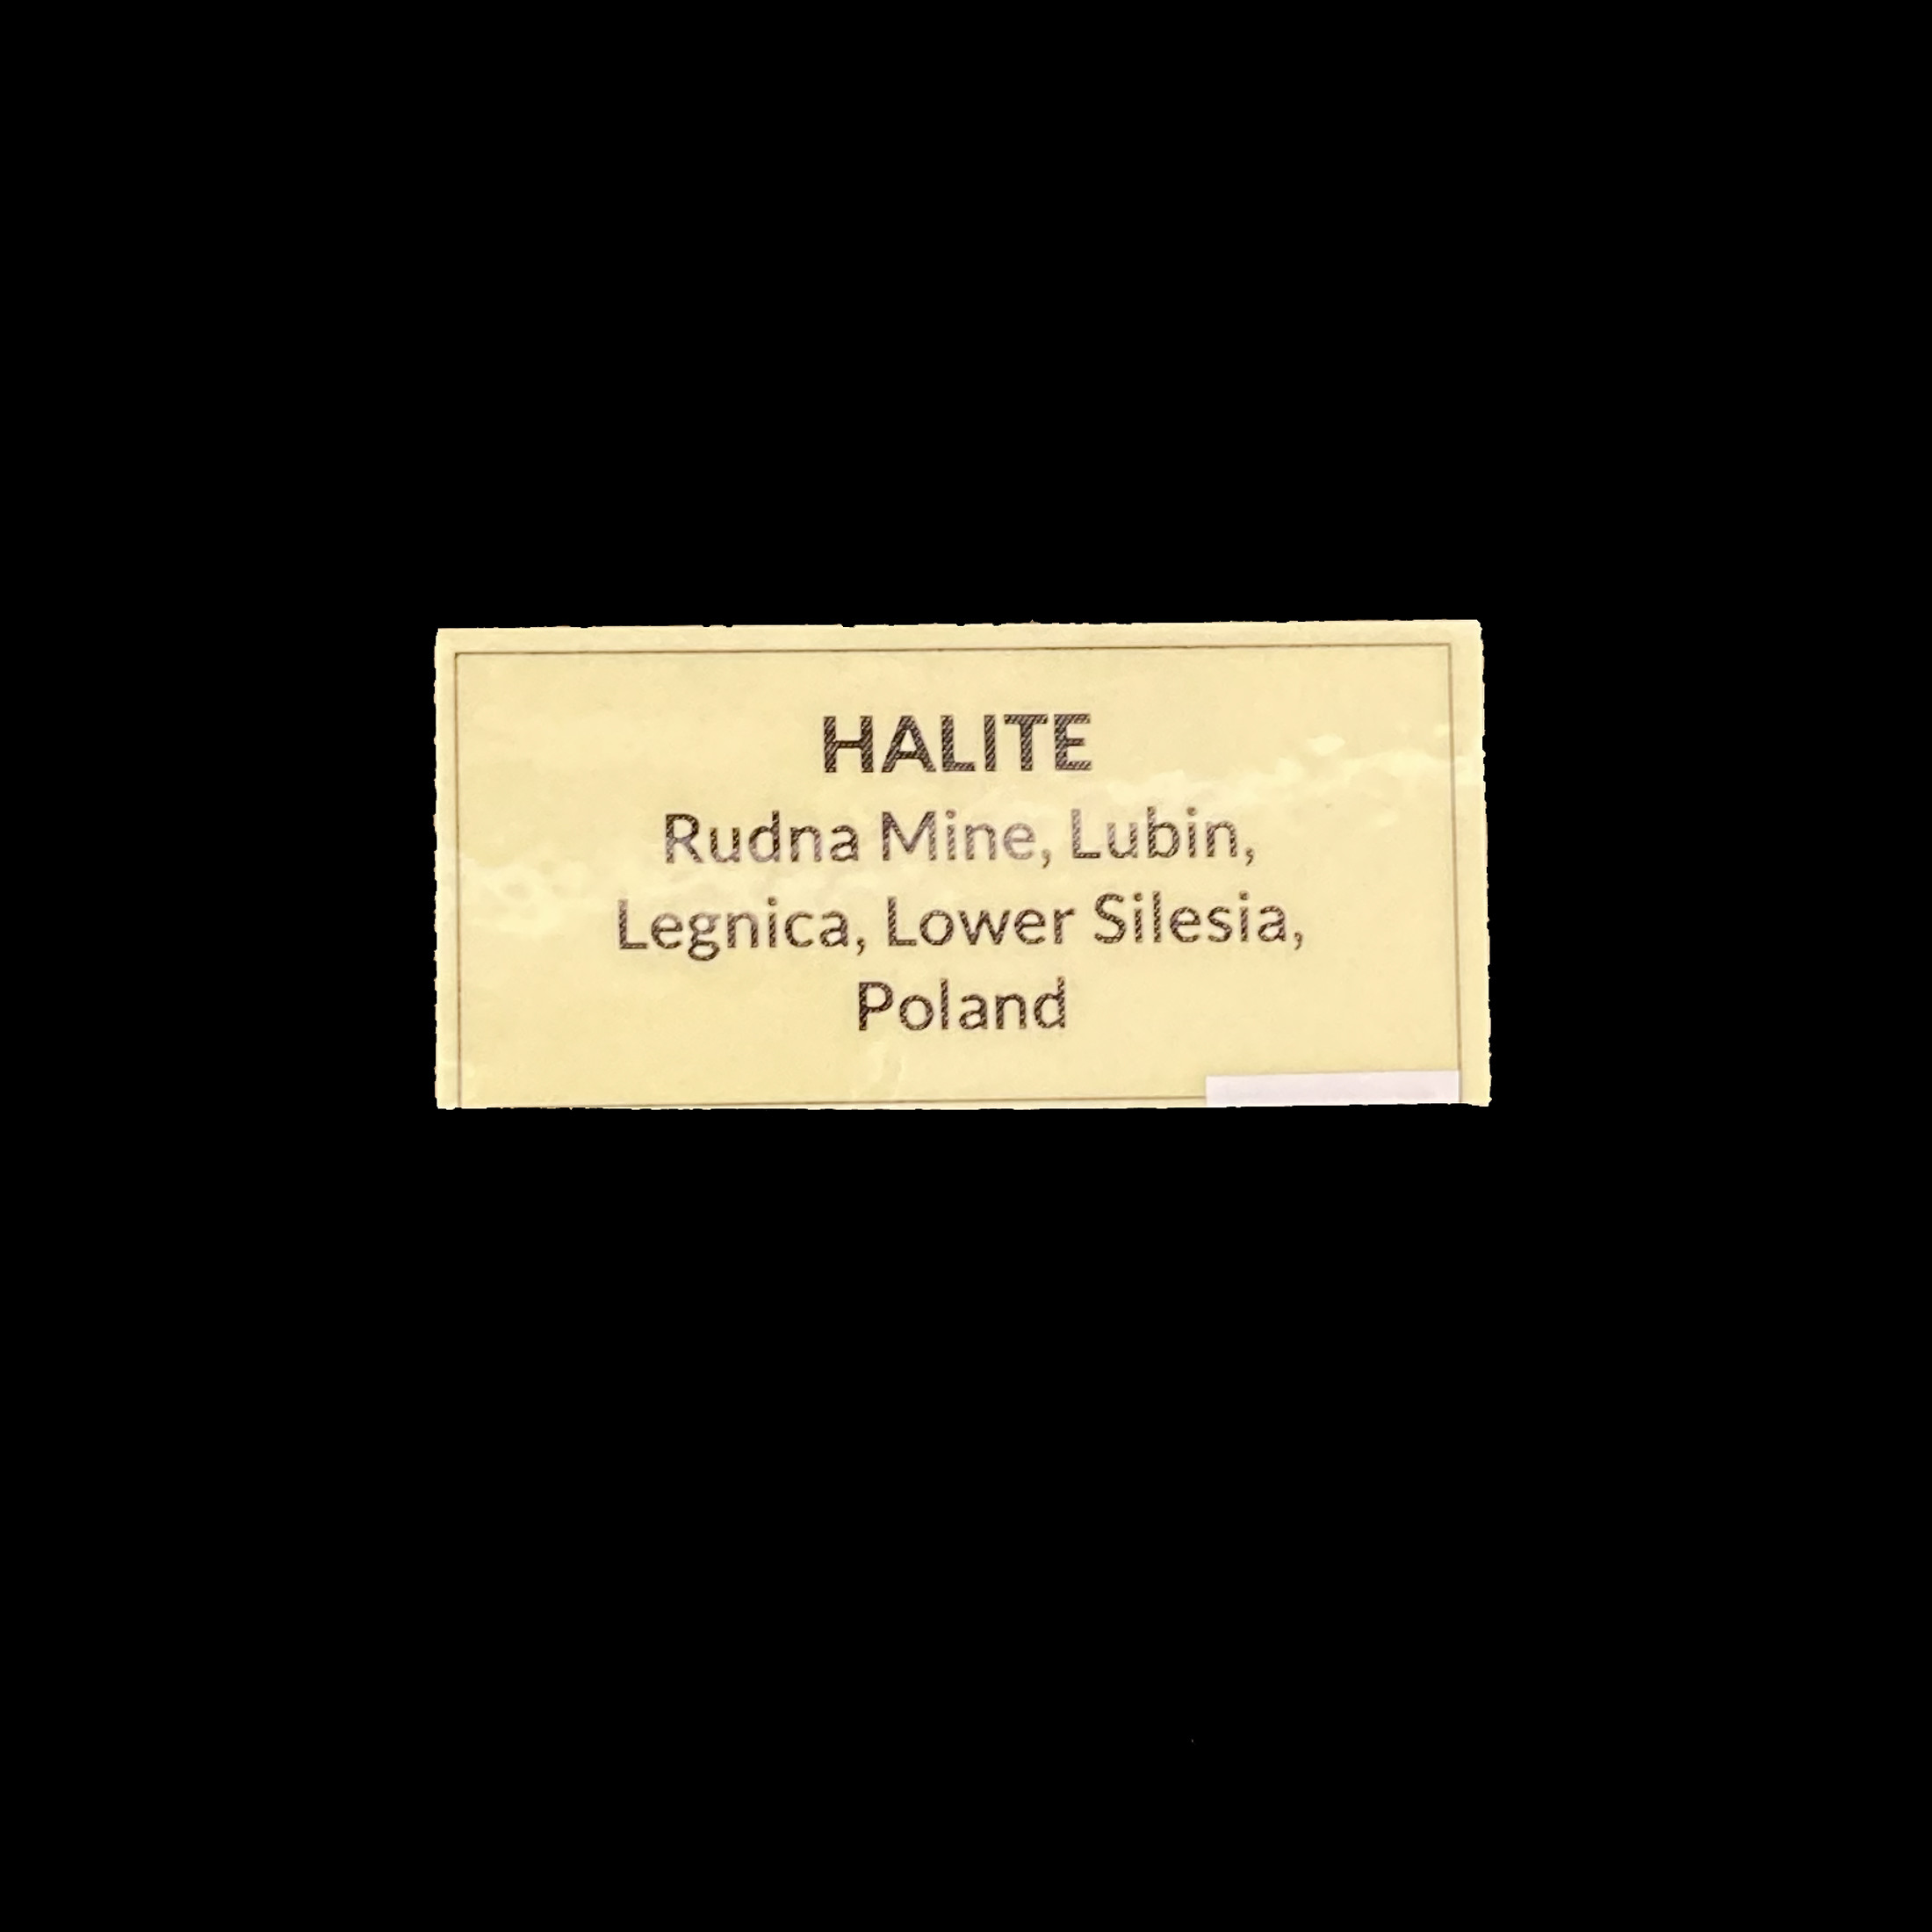 HALITE
Rudna Mine, Lubin,
Legnica, Lower Silesia,
Poland